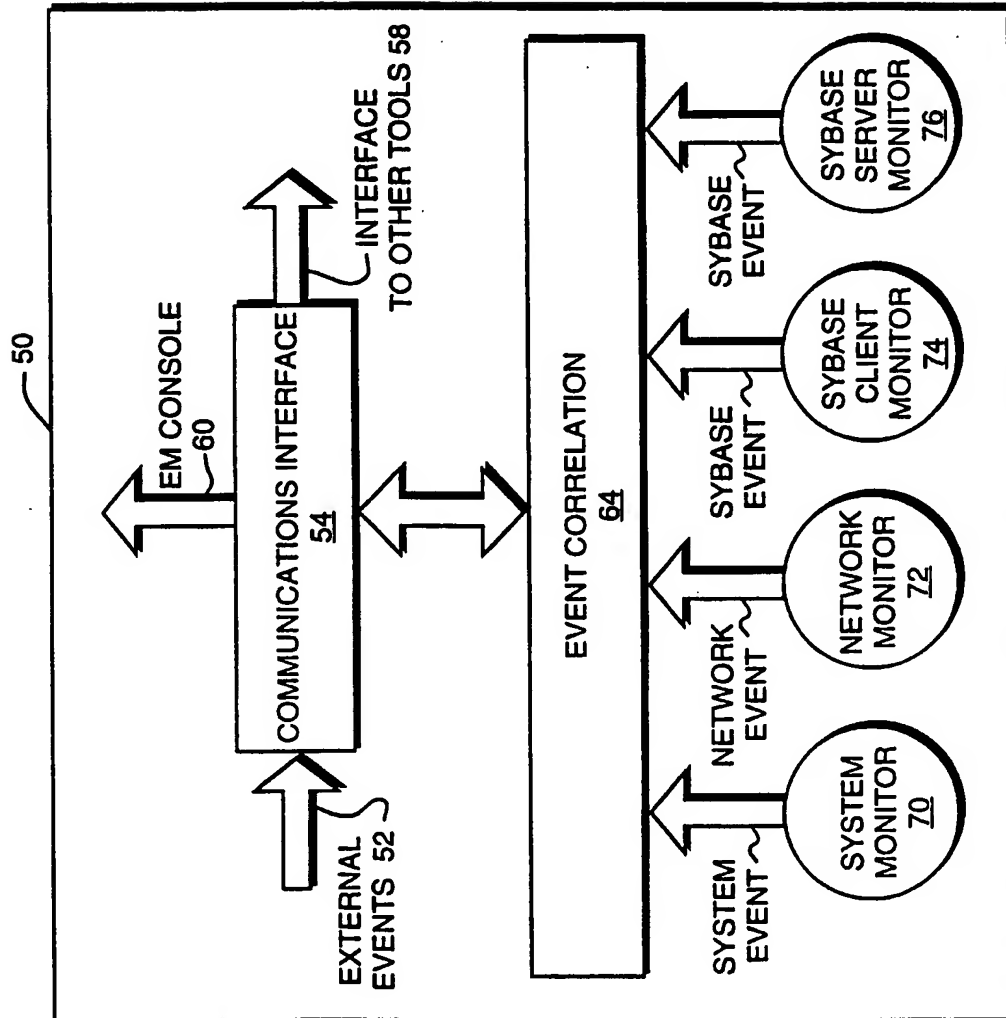 50
EM CONSOLE
60
EXTERNAL
EVENTS 52
COMMUNICATIONS INTERFACE
54
INTERFACE
TO OTHER TOOLS 58
EVENT CORRELATION
64
SYSTEM
EVENT
NETWORK
EVENT
SYBASE
EVENT
SYBASE
EVENT
SYSTEM
MONITOR
70
NETWORK
MONITOR
72
SYBASE
CLIENT
MONITOR
74
SYBASE
SERVER
MONITOR
76